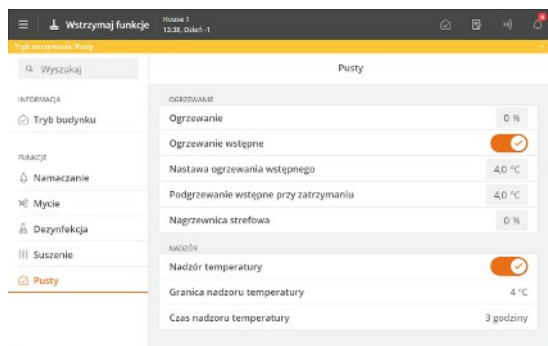 Wstrzymaj funkcje
House 1
13:38, Dzień -1
Tryb zatrzymania: Pusty
Wyszukaj
Pusty
INFORMACJA
Tryb budynku
FUNKCJE
Namaczanie
Mycie
Dezynfekcja
Suszenie
Pusty
OGRZEWANIE
Ogrzewanie 0 %
Ogrzewanie wstępne
Nastawa ogrzewania wstępnego 4,0 °C
Podgrzewanie wstępne przy zatrzymaniu 4,0 °C
Nagrzewnica strefowa 0 %
NADZÓR
Nadzór temperatury
Granica nadzoru temperatury 4 °C
Czas nadzoru temperatury 3 godziny